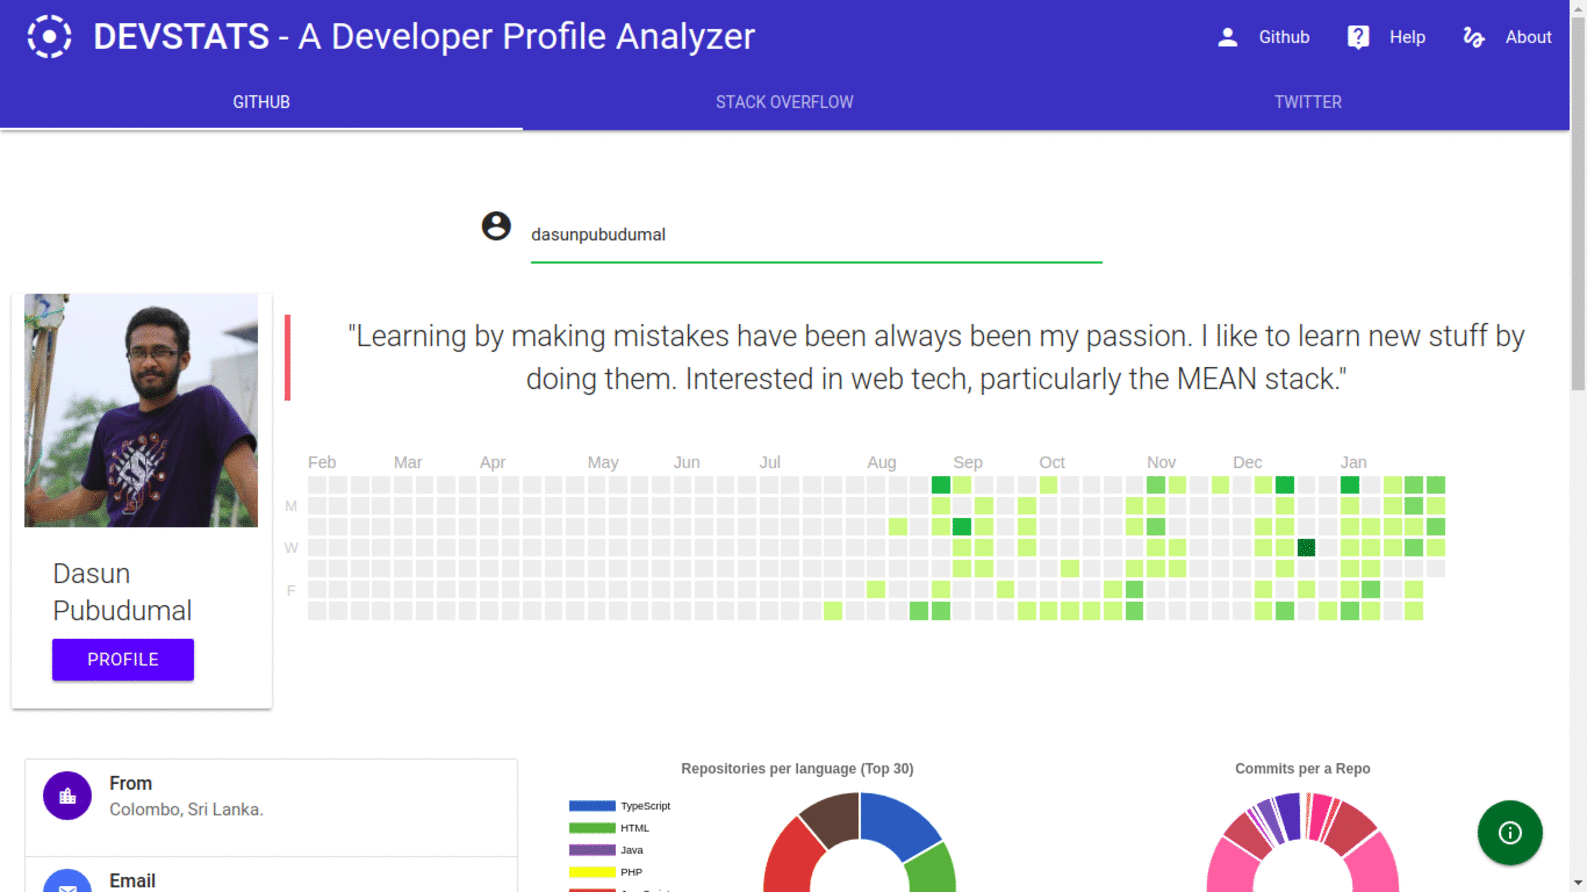 DEVSTATS - A Developer Profile Analyzer
Github
Help
About
GITHUB
STACK OVERFLOW
TWITTER
dasunpubudumal
"Learning by making mistakes have been always been my passion. I like to learn new stuff by
doing them. Interested in web tech, particularly the MEAN stack."
Feb Mar Apr May Jun Jul Aug Sep Oct Nov Dec Jan
M
W
F
Dasun
Pubudumal
PROFILE
From
Colombo, Sri Lanka.
Email
Repositories per language (Top 30)
TypeScript
HTML
Java
PHP
Commits per a Repo